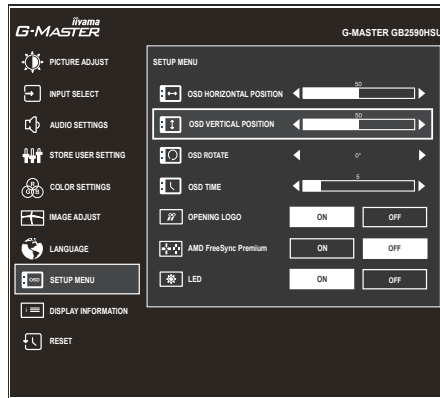 iiyama
G-MASTER
G-MASTER GB2590HSU
PICTURE ADJUST
INPUT SELECT
AUDIO SETTINGS
STORE USER SETTING
COLOR SETTINGS
RGB
IMAGE ADJUST
LANGUAGE
OSD
SETUP MENU
DISPLAY INFORMATION
RESET
SETUP MENU
OSD HORIZONTAL POSITION
50
OSD VERTICAL POSITION
50
OSD ROTATE
0°
OSD TIME
5
OPENING LOGO
ON OFF
AMD FreeSync Premium
ON OFF
LED
ON OFF